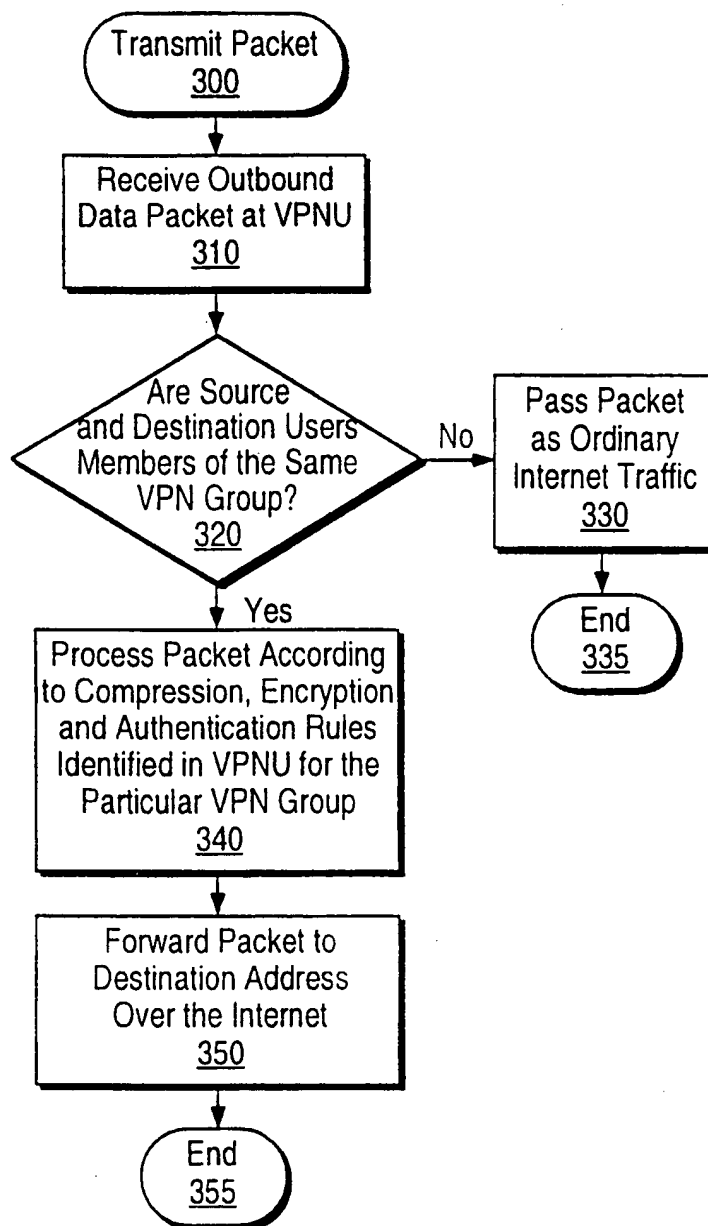 Transmit Packet
300
Receive Outbound
Data Packet at VPNU
310
Are Source
and Destination Users
Members of the Same
VPN Group?
320
No
Pass Packet
as Ordinary
Internet Traffic
330
End
335
Yes
Process Packet According
to Compression, Encryption
and Authentication Rules
Identified in VPNU for the
Particular VPN Group
340
Forward Packet to
Destination Address
Over the Internet
350
End
355